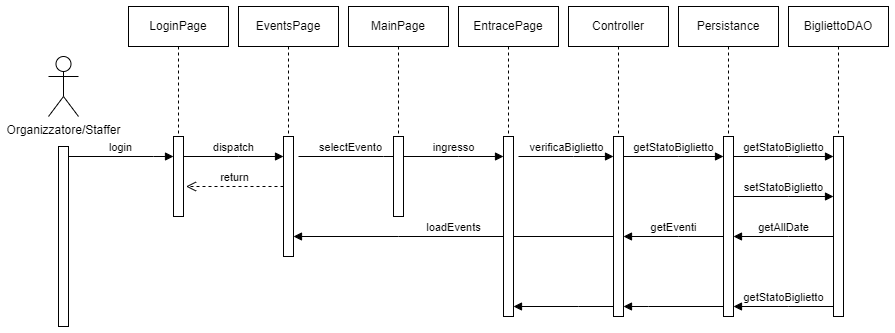 LoginPage
EventsPage
MainPage
EntracePage
Controller
Persistance
BigliettoDAO
Organizzatore/Staffer
login
dispatch
selectEvento
ingresso
verificaBiglietto
getStatoBiglietto
getStatoBiglietto
return
setStatoBiglietto
loadEvents
getEventi
getAllDate
getStatoBiglietto